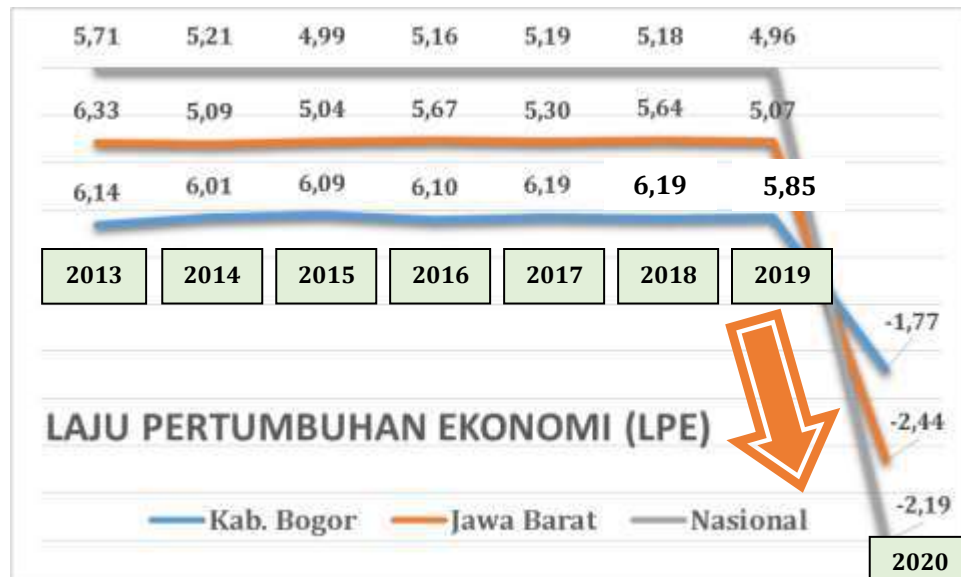 5,71 5,21 4,99 5,16 5,19 5,18 4,96
6,33 5,09 5,04 5,67 5,30 5,64 5,07
6,14 6,01 6,09 6,10 6,19 6,19 5,85
2013 2014 2015 2016 2017 2018 2019
-1,77
LAJU PERTUMBUHAN EKONOMI (LPE)
-2,44
Kab. Bogor Jawa Barat Nasional
-2,19
2020